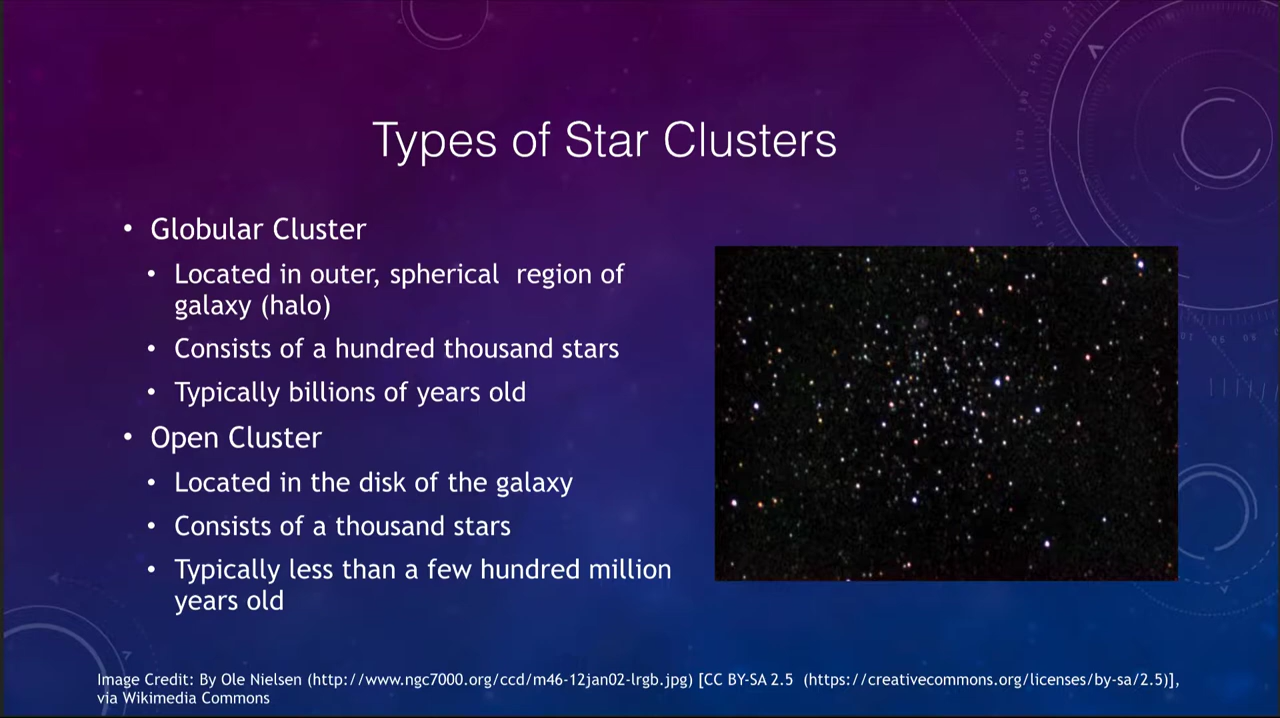 Types of Star Clusters
• Globular Cluster
• Located in outer, spherical region of
galaxy (halo)
• Consists of a hundred thousand stars
• Typically billions of years old
• Open Cluster
• Located in the disk of the galaxy
• Consists of a thousand stars
• Typically less than a few hundred million
years old
Image Credit: By Ole Nielsen (http://www.ngc7000.org/ccd/m46-12jan02-lrgb.jpg) [CC BY-SA 2.5 (https://creativecommons.org/licenses/by-sa/2.5)],
via Wikimedia Commons